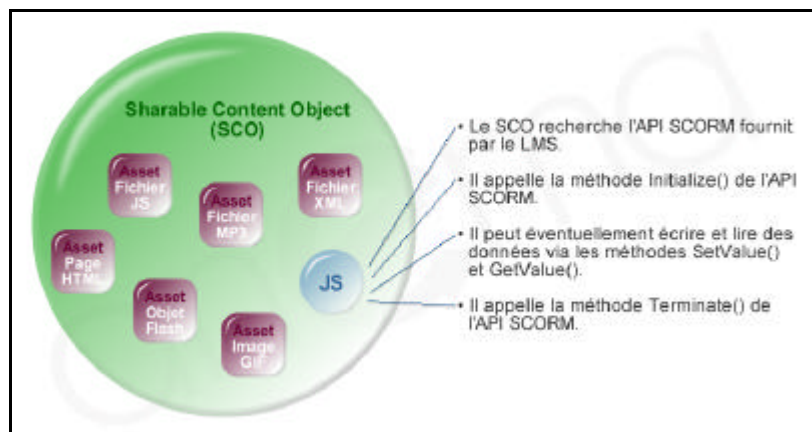 Sharable Content Object
(SCO)
Asset
Fichier
JS
Asset
Fichier
MP3
Asset
Fichier
XML
Asset
Page
HTML
Asset
Objet
Flash
Asset
Image
GIF
JS
• Le SCO recherche l'API SCORM fournit
par le LMS.
• Il appelle la méthode Initialize() de l'API
SCORM.
• Il peut éventuellement écrire et lire des
données via les méthodes SetValue()
et GetValue().
• Il appelle la méthode Terminate() de
l'API SCORM.